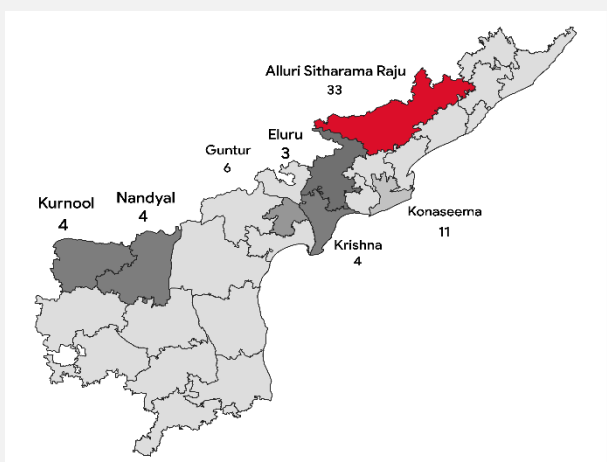 Alluri Sitharama Raju
33
Eluru
3
Guntur
6
Nandyal
4
Kurnool
4
Konaseema
11
Krishna
4